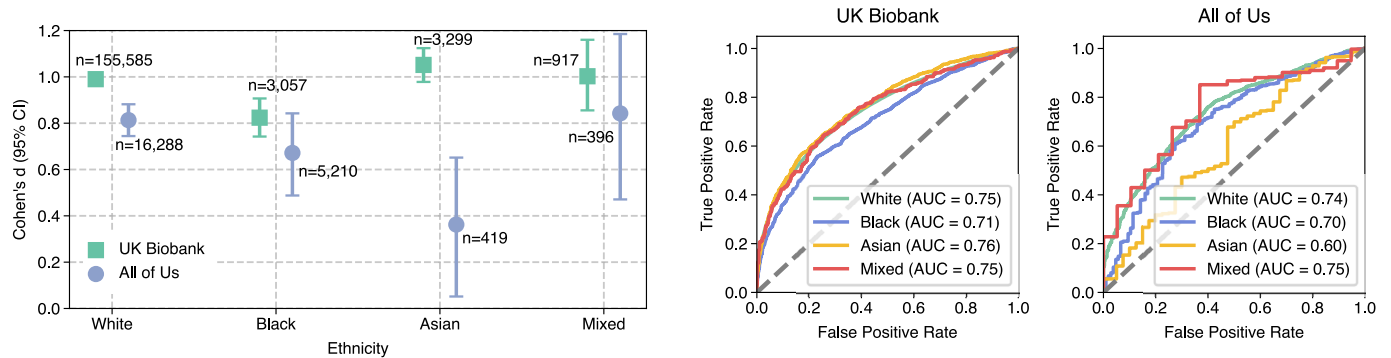 1.2
1.0
0.8
0.6
0.4
0.2
0.0
Cohen's d (95% CI)
n=155,585
n=16,288
n=3,057
n=5,210
n=3,299
n=419
n=917
n=396
UK Biobank
All of Us
White Black Asian Mixed
Ethnicity
UK Biobank
1.0
0.8
0.6
0.4
0.2
0.0
True Positive Rate
White (AUC = 0.75)
Black (AUC = 0.71)
Asian (AUC = 0.76)
Mixed (AUC = 0.75)
0.0 0.2 0.4 0.6 0.8 1.0
False Positive Rate
All of Us
1.0
0.8
0.6
0.4
0.2
0.0
True Positive Rate
White (AUC = 0.74)
Black (AUC = 0.70)
Asian (AUC = 0.60)
Mixed (AUC = 0.75)
0.0 0.2 0.4 0.6 0.8 1.0
False Positive Rate